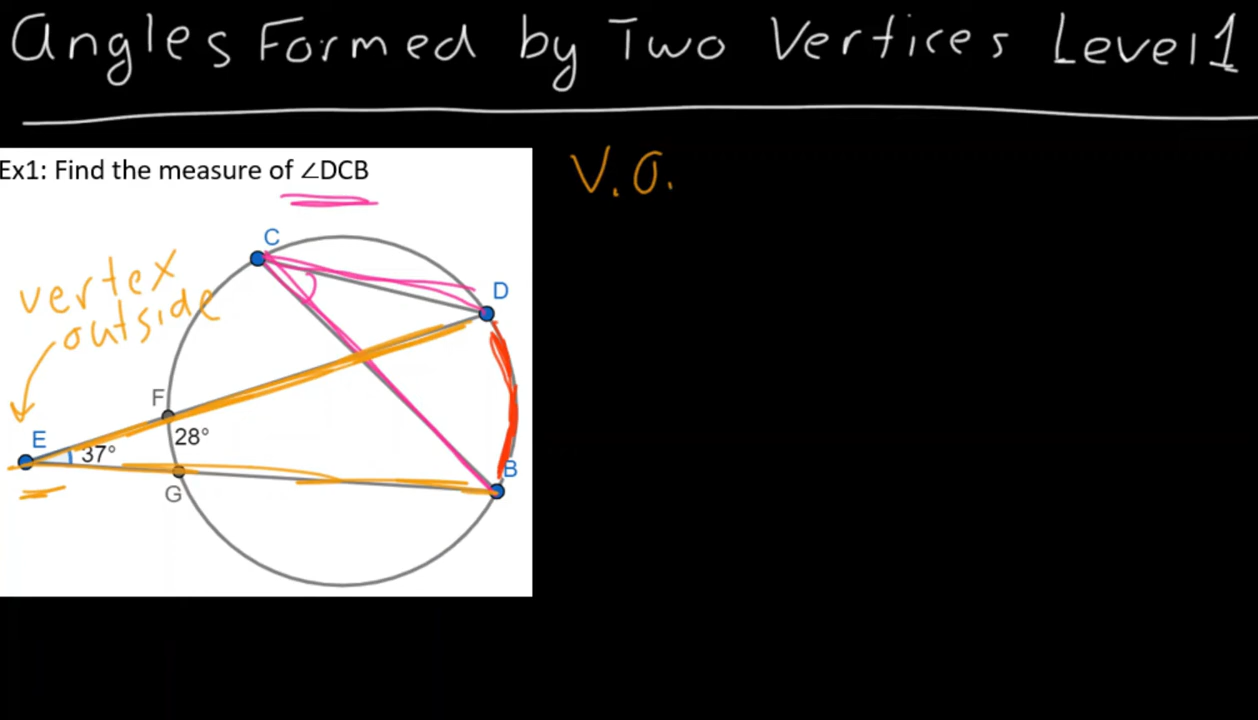 Angles Formed by Two Vertices Level 1
Ex1: Find the measure of ∠DCB
V.O.
C
vertex
outside
D
F
28°
E
37°
B
G